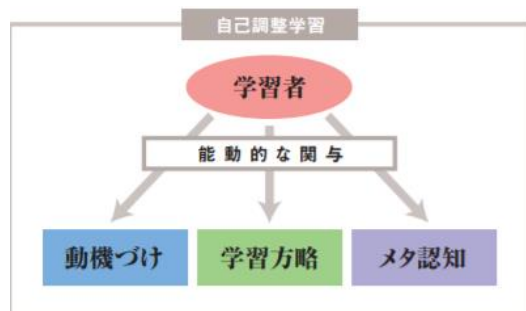 自己調整学習
学習者
能動的な関与
動機づけ
学習方略
メタ認知